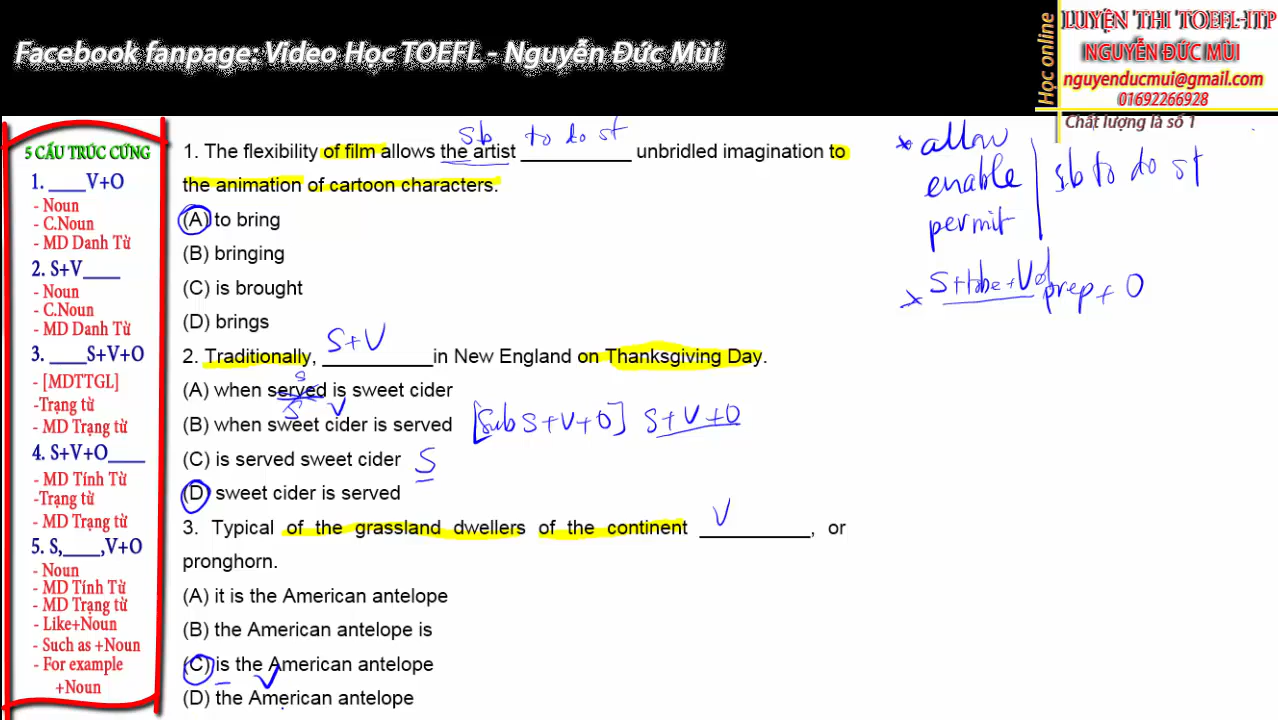 Facebook fanpage: Video Học TOEFL - Nguyễn Đức Mùi
Học online
LUYỆN THI TOEFL-ITP
NGUYỄN ĐỨC MÙI
nguyenducmui@gmail.com
01692266928
Chất lượng là số 1
5 CẤU TRÚC CỨNG
1. ____V+O
- Noun
- C.Noun
- MD Danh Từ
2. S+V____
- Noun
- C.Noun
- MD Danh Từ
3. ____S+V+O
- [MDTTGL]
-Trạng từ
- MD Trạng từ
4. S+V+O____
- MD Tính Từ
-Trạng từ
- MD Trạng từ
5. S,____,V+O
- Noun
- MD Tính Từ
- MD Trạng từ
- Like+Noun
- Such as +Noun
- For example
+Noun
sb to do st
1. The flexibility of film allows the artist __________ unbridled imagination to
the animation of cartoon characters.
(A) to bring
(B) bringing
(C) is brought
(D) brings
S+V
2. Traditionally, __________ in New England on Thanksgiving Day.
(A) when served is sweet cider
S V
(B) when sweet cider is served [Sub S+V+O] S+V+O
(C) is served sweet cider S
(D) sweet cider is served
V
3. Typical of the grassland dwellers of the continent __________, or
pronghorn.
(A) it is the American antelope
(B) the American antelope is
(C) is the American antelope
V
(D) the American antelope
* allow
enable sb to do st
permit
* S+tobe+Vd prep + O